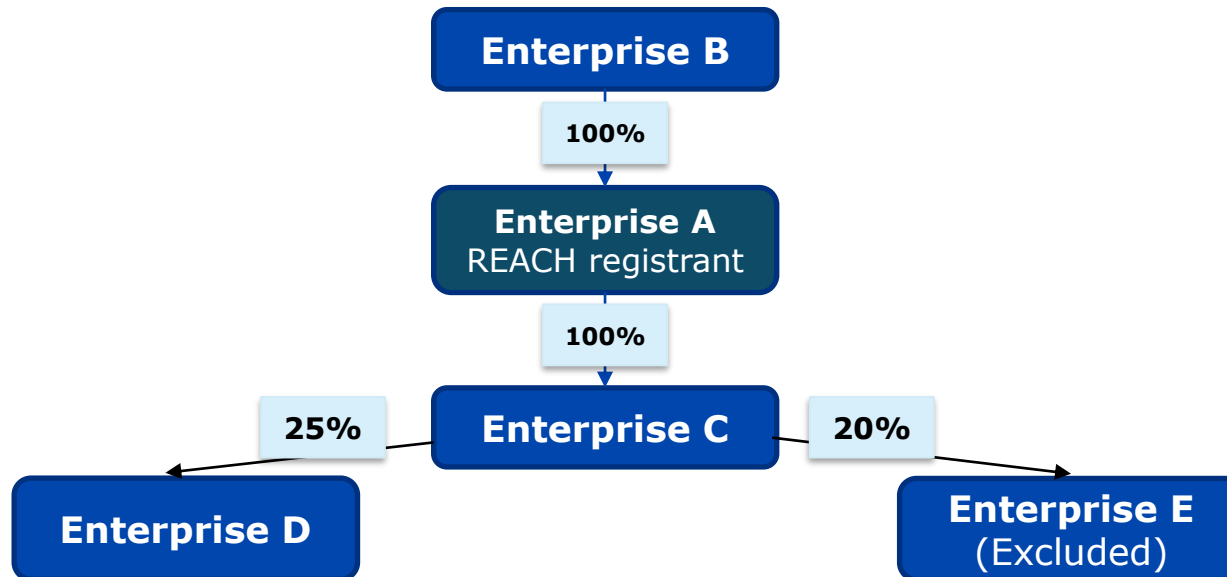 Enterprise B
100%
Enterprise A
REACH registrant
100%
25%
Enterprise C
20%
Enterprise D
Enterprise E
(Excluded)